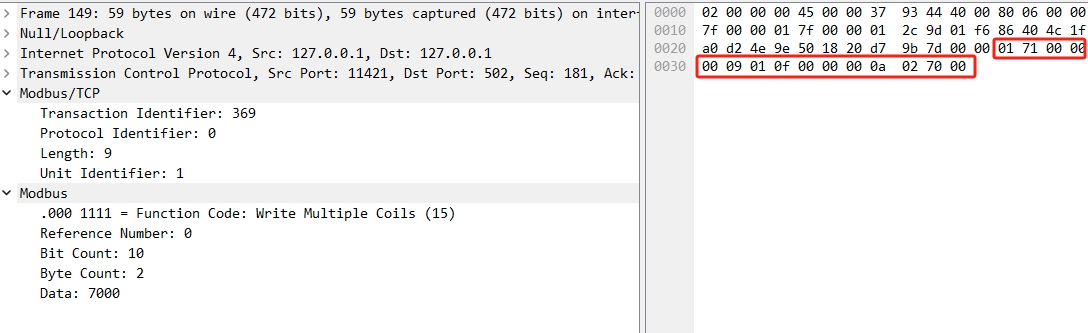 Frame 149: 59 bytes on wire (472 bits), 59 bytes captured (472 bits) on inter
Null/Loopback
Internet Protocol Version 4, Src: 127.0.0.1, Dst: 127.0.0.1
Transmission Control Protocol, Src Port: 11421, Dst Port: 502, Seq: 181, Ack:
Modbus/TCP
Transaction Identifier: 369
Protocol Identifier: 0
Length: 9
Unit Identifier: 1
Modbus
.000 1111 = Function Code: Write Multiple Coils (15)
Reference Number: 0
Bit Count: 10
Byte Count: 2
Data: 7000
0000 02 00 00 00 45 00 00 37 93 44 40 00 80 06 00 00
0010 7f 00 00 01 7f 00 00 01 2c 9d 01 f6 86 40 4c 1f
0020 a0 d2 4e 9e 50 18 20 d7 9b 7d 00 00 01 71 00 00
0030 00 09 01 0f 00 00 00 0a 02 70 00